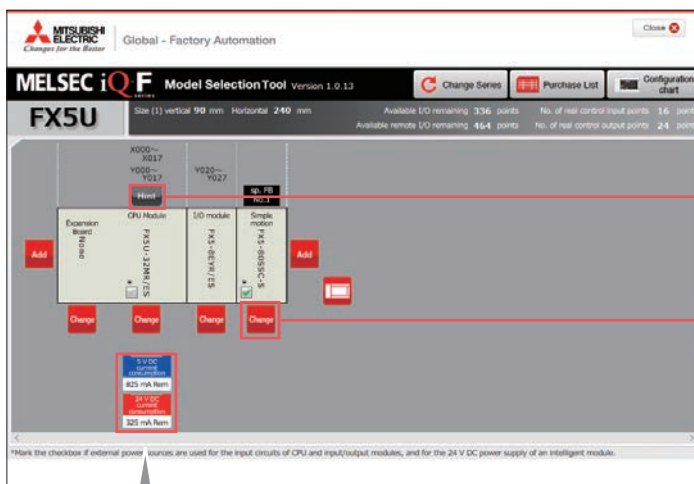 MITSUBISHI
ELECTRIC
Changes for the Better
Global - Factory Automation
Close
MELSEC iQ-F series Model Selection Tool Version 1.0.13
Change Series
Purchase List
Configuration chart
FX5U
Size (1) vertical 90 mm Horizontal 240 mm
Available I/O remaining 336 points No. of real control input points 16 point
Available remote I/O remaining 464 points No. of real control output points 24 point
X000~
X017
Y000~
Y017
Y020~
Y027
Hint
sp. FB
No.1
Expansion
Board
None
CPU Module
FX5U-32MR/ES
*
I/O module
FX5-8EYR/ES
Simple
motion
FX5-80SSC-S
*
Add
Add
Change
Change
Change
Change
5 V DC
current
consumption
825 mA Rem
24 V DC
current
consumption
325 mA Rem
*Mark the checkbox if external power sources are used for the input circuits of CPU and input/output modules, and for the 24 V DC power supply of an intelligent module.